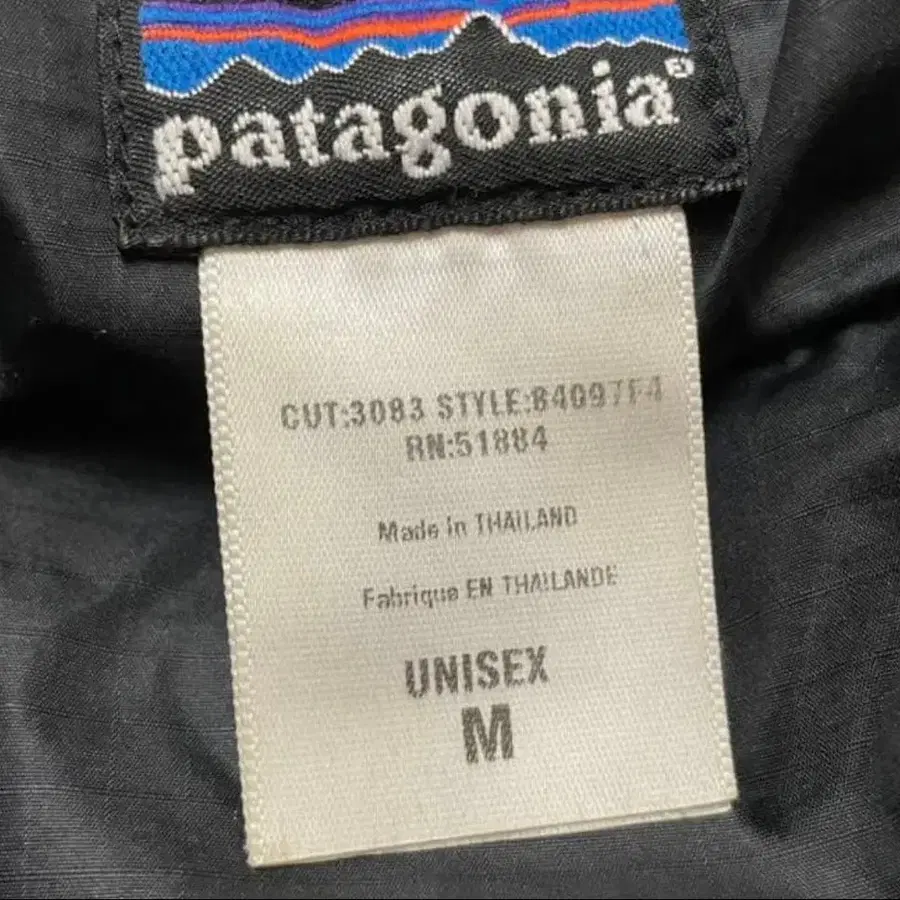 patagonia®
CUT:3083 STYLE:84097F4
RN:51884
Made in THAILAND
Fabrique EN THAILANDE
UNISEX
M